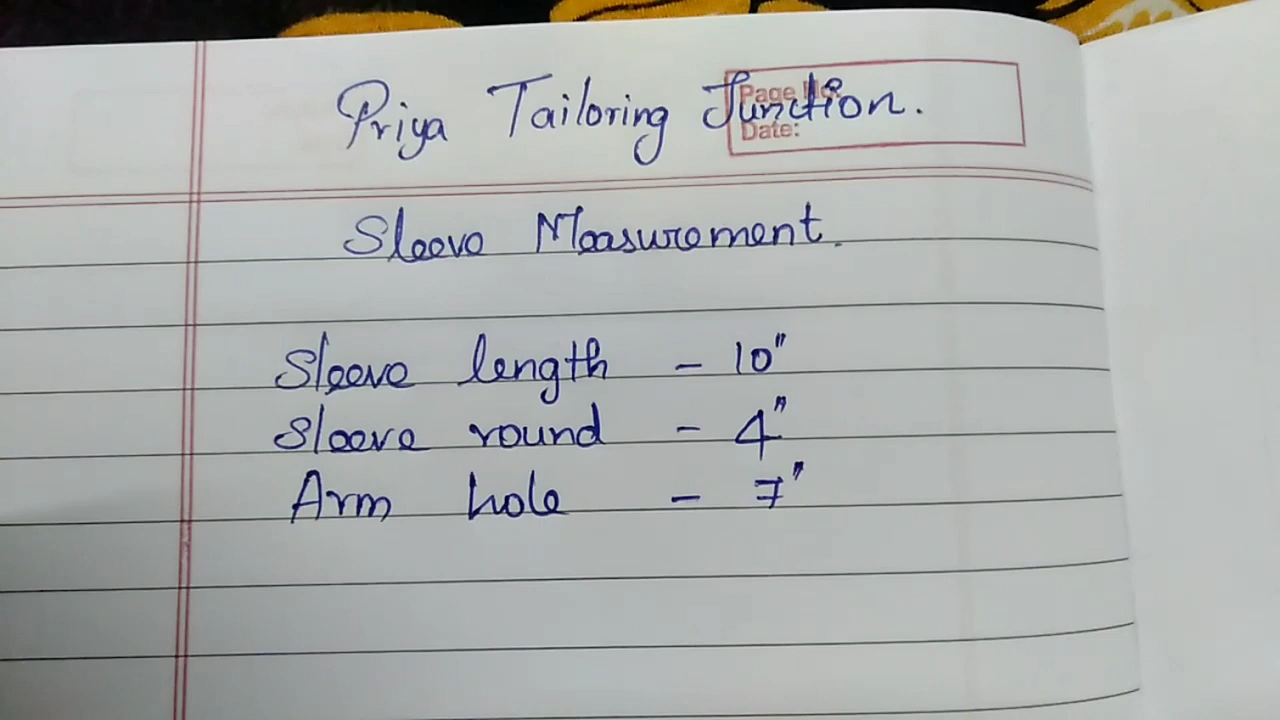 Priya Tailoring Junction.
Page No.
Date:
Sleeve Measurement.
Sleeve length - 10"
Sleeve round - 4"
Arm hole - 7"